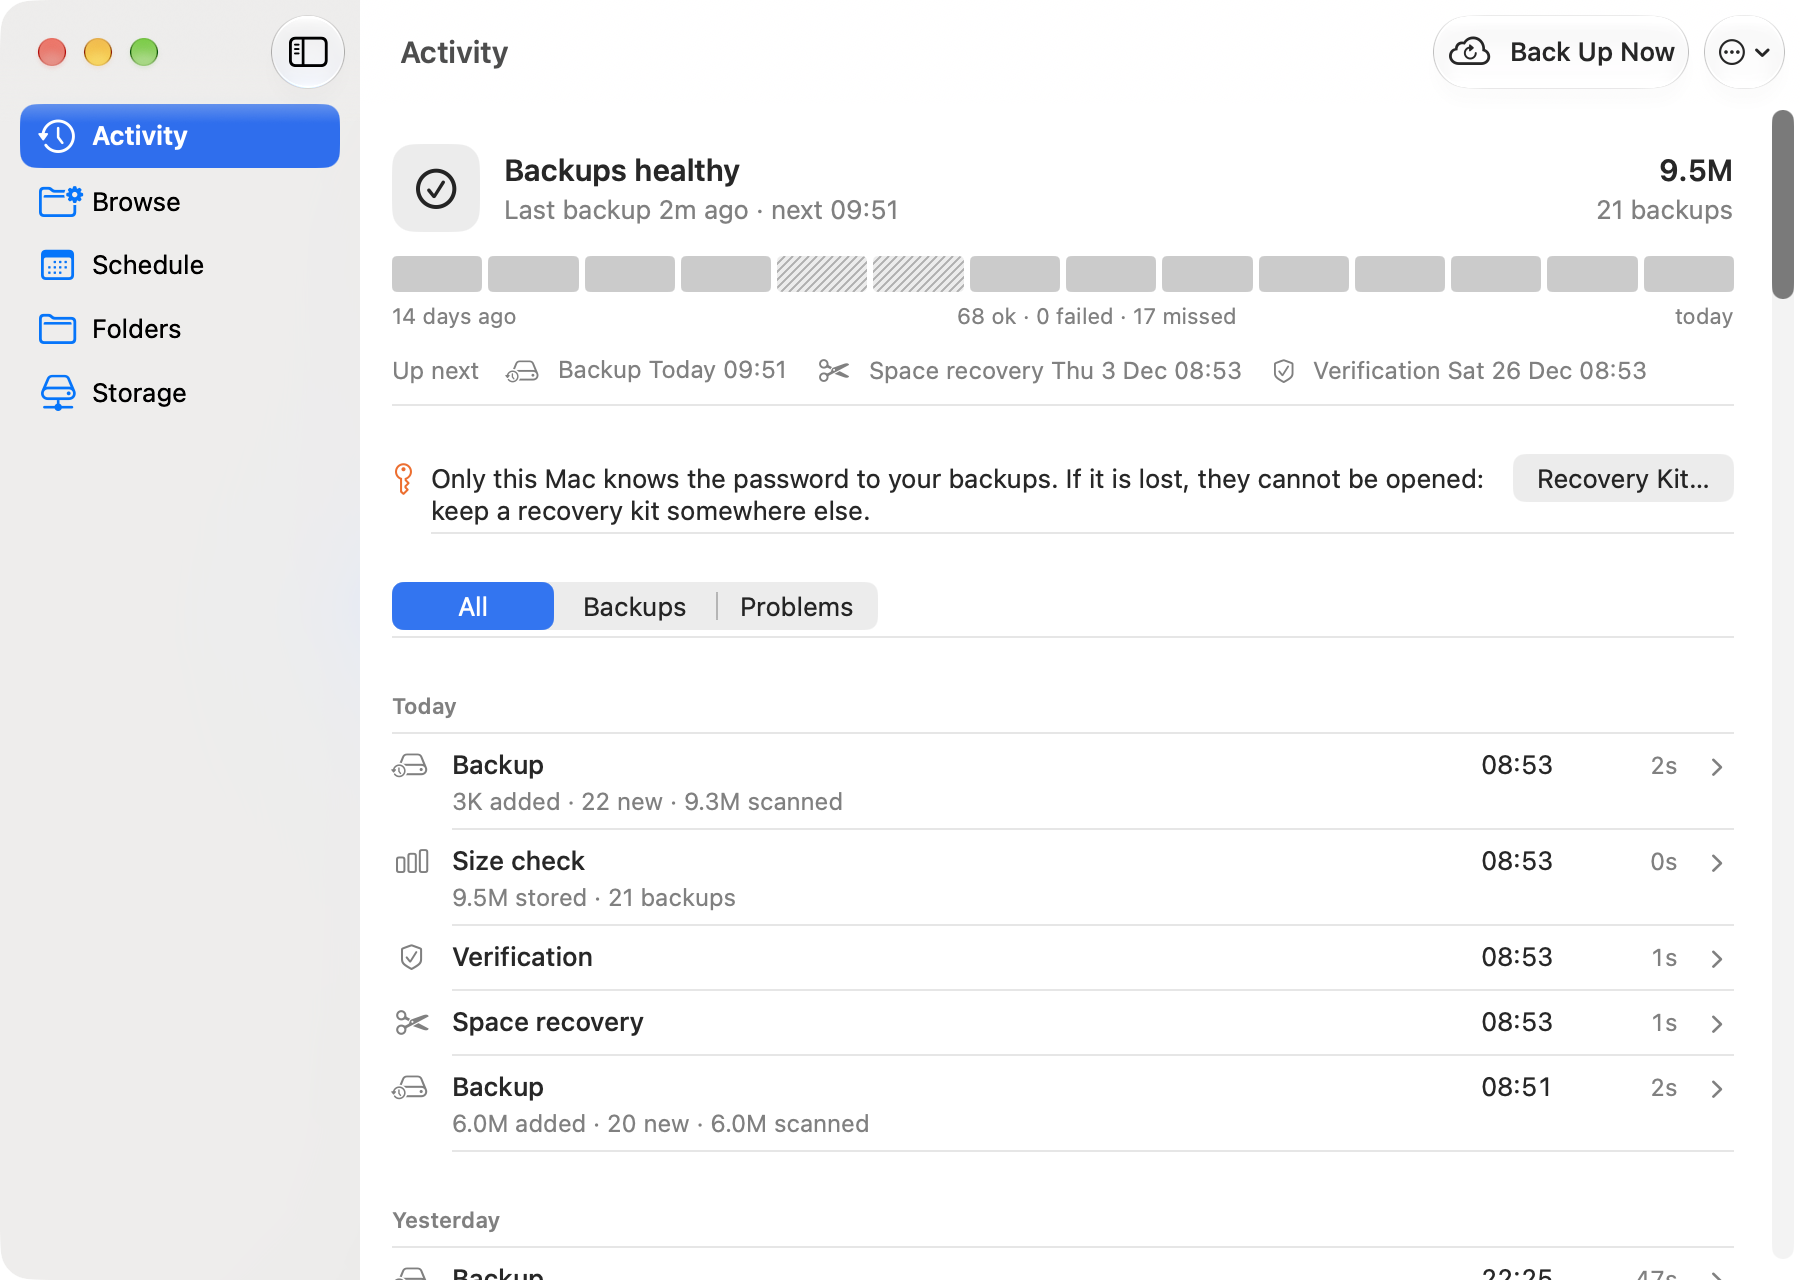 Activity
Back Up Now
Activity
Browse
Schedule
Folders
Storage
Backups healthy
9.5M
Last backup 2m ago · next 09:51
21 backups
14 days ago
68 ok · 0 failed · 17 missed
today
Up next
Backup Today 09:51
Space recovery Thu 3 Dec 08:53
Verification Sat 26 Dec 08:53
Only this Mac knows the password to your backups. If it is lost, they cannot be opened:
keep a recovery kit somewhere else.
Recovery Kit...
All
Backups
Problems
Today
Backup
08:53
2s
3K added · 22 new · 9.3M scanned
Size check
08:53
0s
9.5M stored · 21 backups
Verification
08:53
1s
Space recovery
08:53
1s
Backup
08:51
2s
6.0M added · 20 new · 6.0M scanned
Yesterday
Backup
22:25
47s